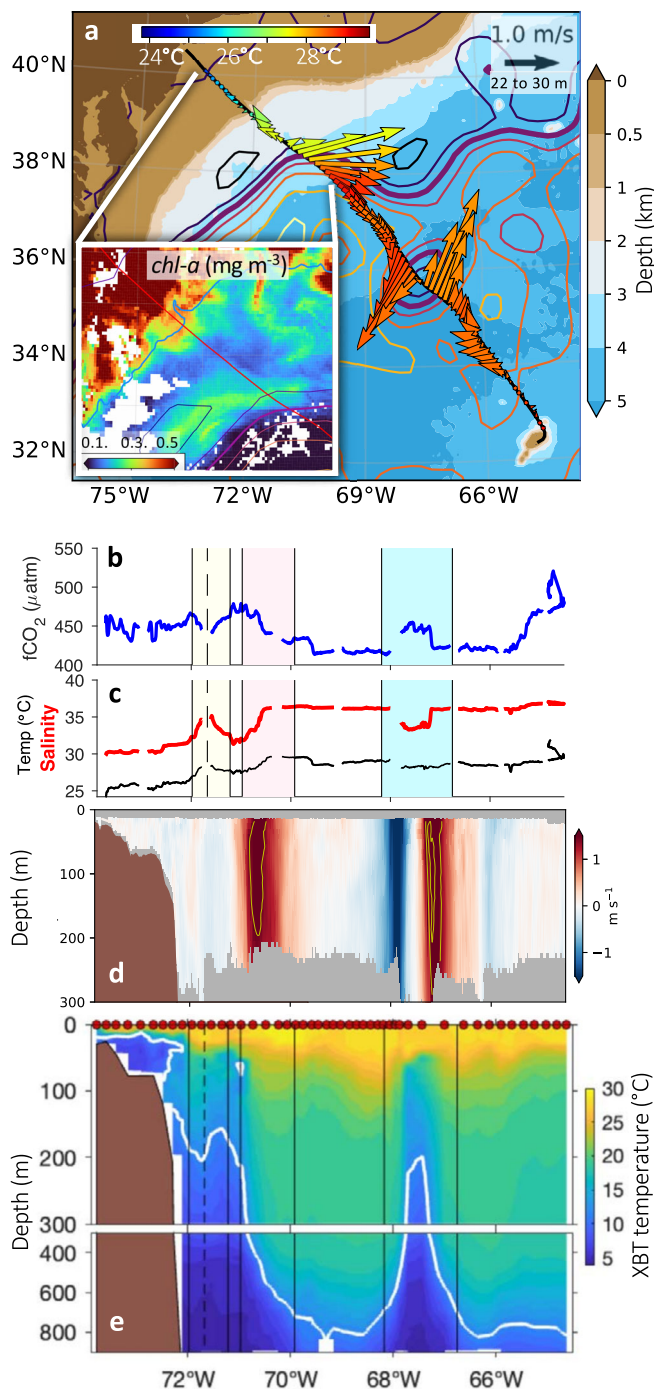 a
24°C 26°C 28°C
1.0 m/s
22 to 30 m
40°N
38°N
36°N
34°N
32°N
75°W 72°W 69°W 66°W
0
0.5
1
2
3
4
5
Depth (km)
chl-a (mg m-3)
0.1. 0.3. 0.5
b
550
500
450
400
fCO2 (μatm)
c
40
35
30
25
Temp (°C)
Salinity
d
0
100
200
300
Depth (m)
1
0
−1
m s−1
e
0
100
200
300
400
600
800
Depth (m)
72°W 70°W 68°W 66°W
30
25
20
15
10
5
XBT temperature (°C)